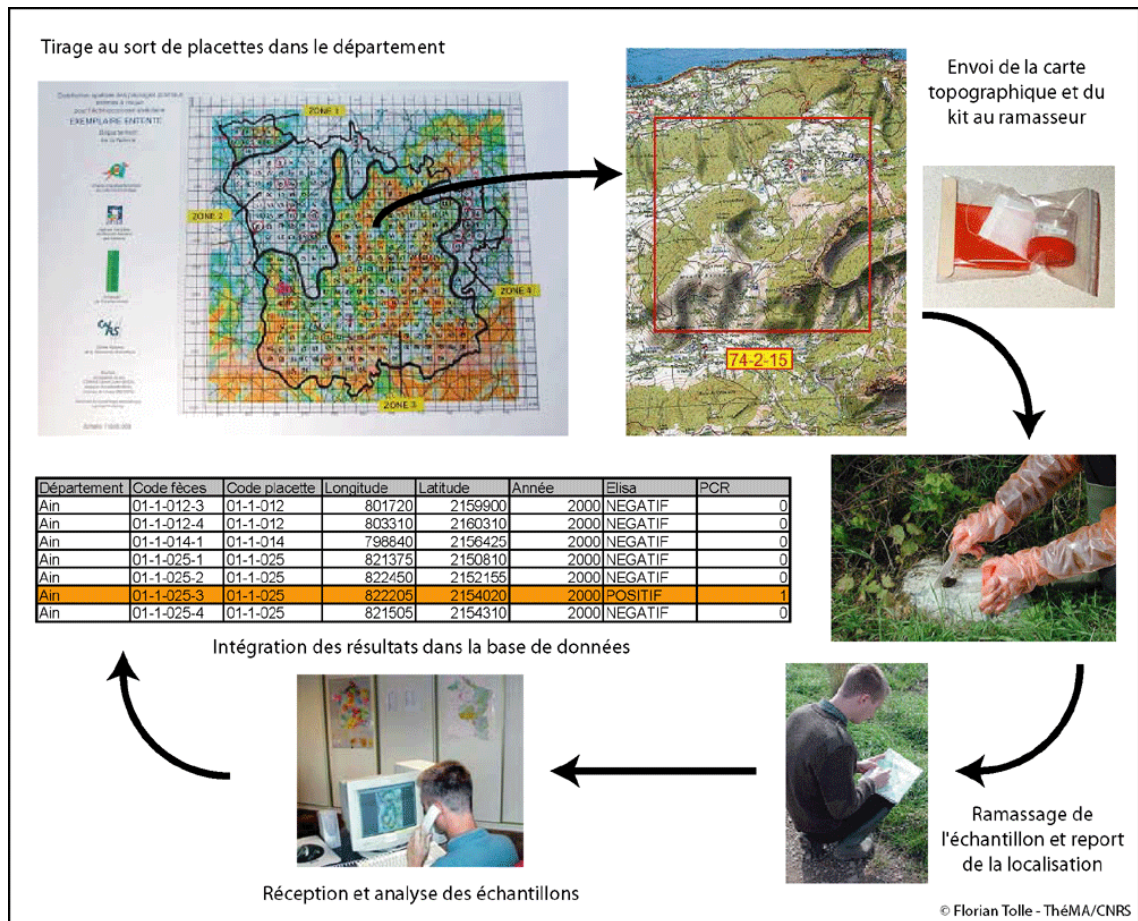 Tirage au sort de placettes dans le département
EXEMPLAIRE ENTENTE
ZONE 1
ZONE 2
ZONE 4
ZONE 3
74-2-15
Envoi de la carte
topographique et du
kit au ramasseur
Département Code fèces Code placette Longitude Latitude Année Elisa PCR
Ain 01-1-012-3 01-1-012 801720 2159900 2000 NEGATIF 0
Ain 01-1-012-4 01-1-012 803310 2160310 2000 NEGATIF 0
Ain 01-1-014-1 01-1-014 798840 2156425 2000 NEGATIF 0
Ain 01-1-025-1 01-1-025 821375 2150810 2000 NEGATIF 0
Ain 01-1-025-2 01-1-025 822450 2152155 2000 NEGATIF 0
Ain 01-1-025-3 01-1-025 822205 2154020 2000 POSITIF 1
Ain 01-1-025-4 01-1-025 821505 2154310 2000 NEGATIF 0
Intégration des résultats dans la base de données
Ramassage de
l'échantillon et report
de la localisation
Réception et analyse des échantillons
© Florian Tolle - ThéMA/CNRS